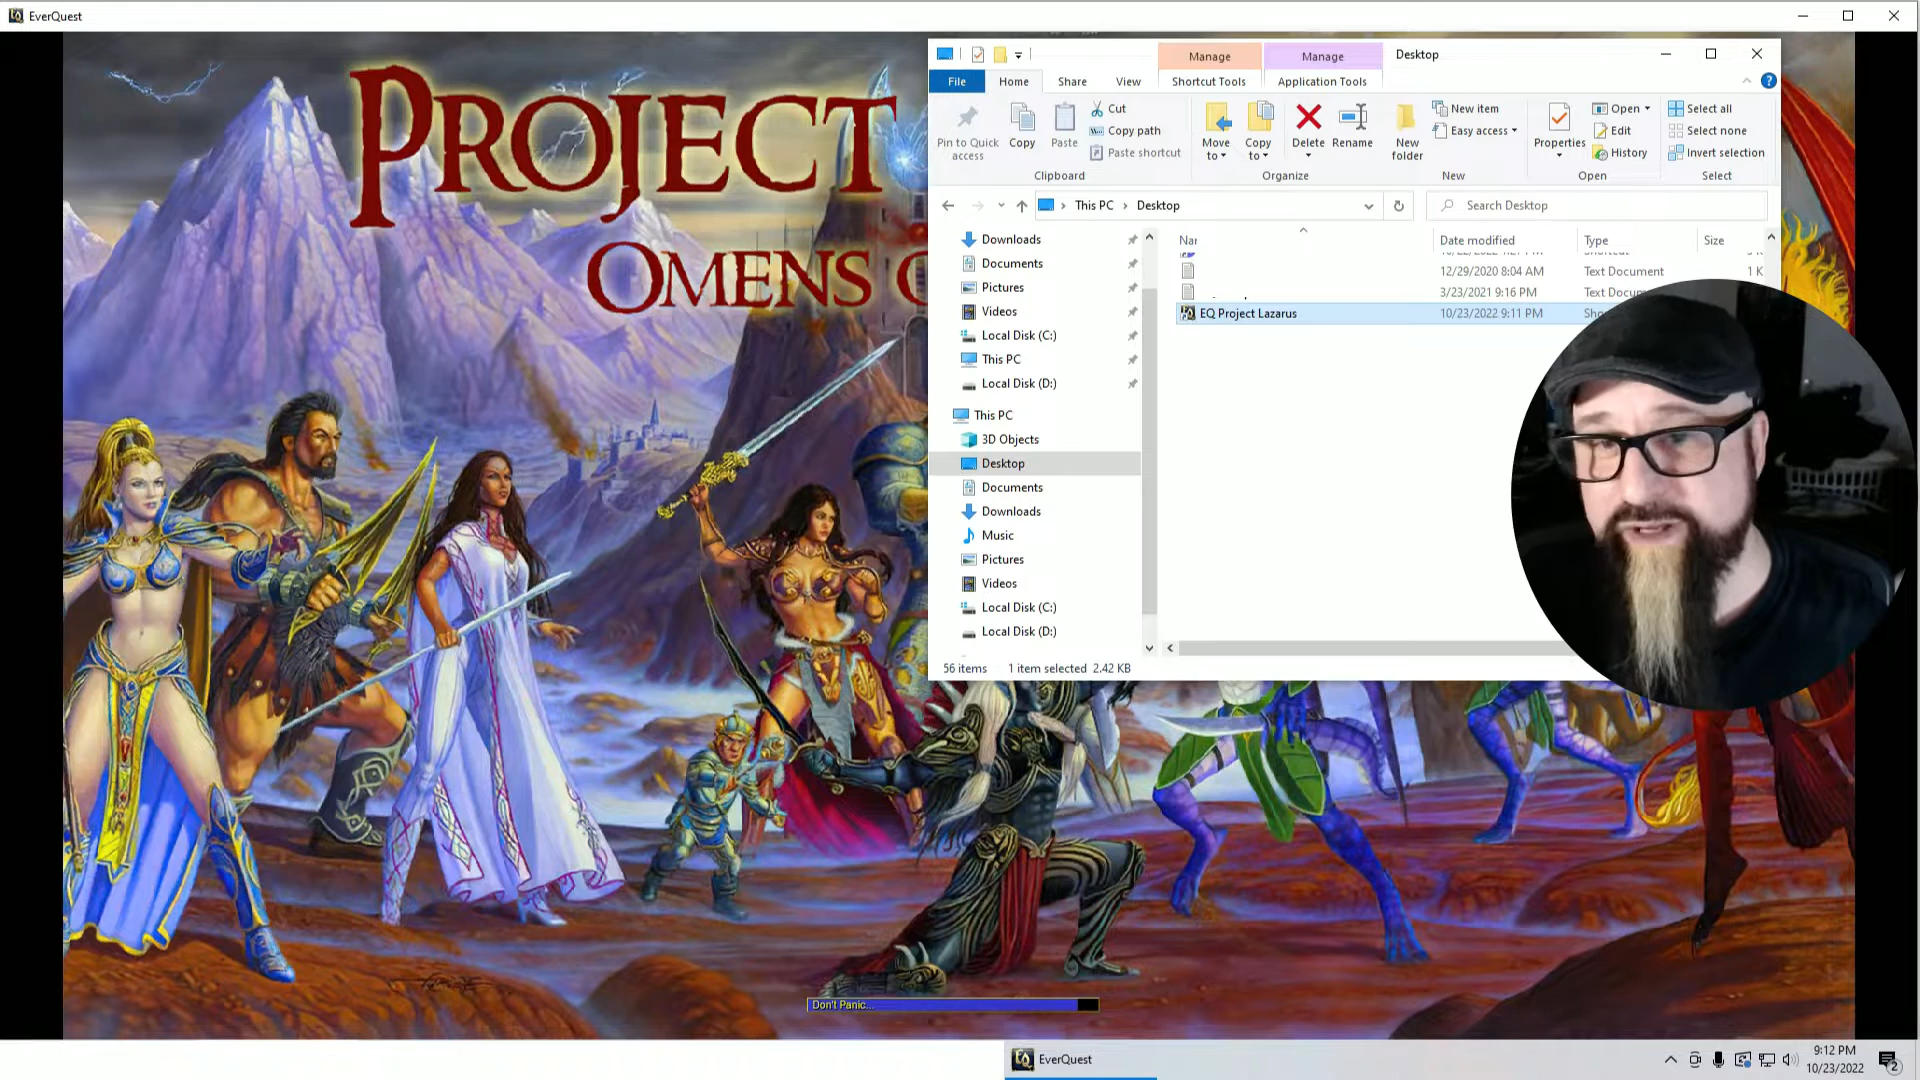 EverQuest
PROJECT
OMENS O
Manage
Manage
Desktop
File
Home
Share
View
Shortcut Tools
Application Tools
Pin to Quick
access
Copy
Paste
Cut
Copy path
Paste shortcut
Clipboard
Move
to
Copy
to
Delete
Rename
Organize
New
folder
New item
Easy access
New
Properties
Open
Edit
History
Open
Select all
Select none
Invert selection
Select
This PC > Desktop
Search Desktop
Downloads
Documents
Pictures
Videos
Local Disk (C:)
This PC
Local Disk (D:)
This PC
3D Objects
Desktop
Documents
Downloads
Music
Pictures
Videos
Local Disk (C:)
Local Disk (D:)
Nar
Date modified
Type
Size
12/29/2020 8:04 AM
Text Document
1 K
3/23/2021 9:16 PM
Text Docum
EQ Project Lazarus
10/23/2022 9:11 PM
Sho
56 items
1 item selected 2.42 KB
Don't Panic...
EverQuest
9:12 PM
10/23/2022
2